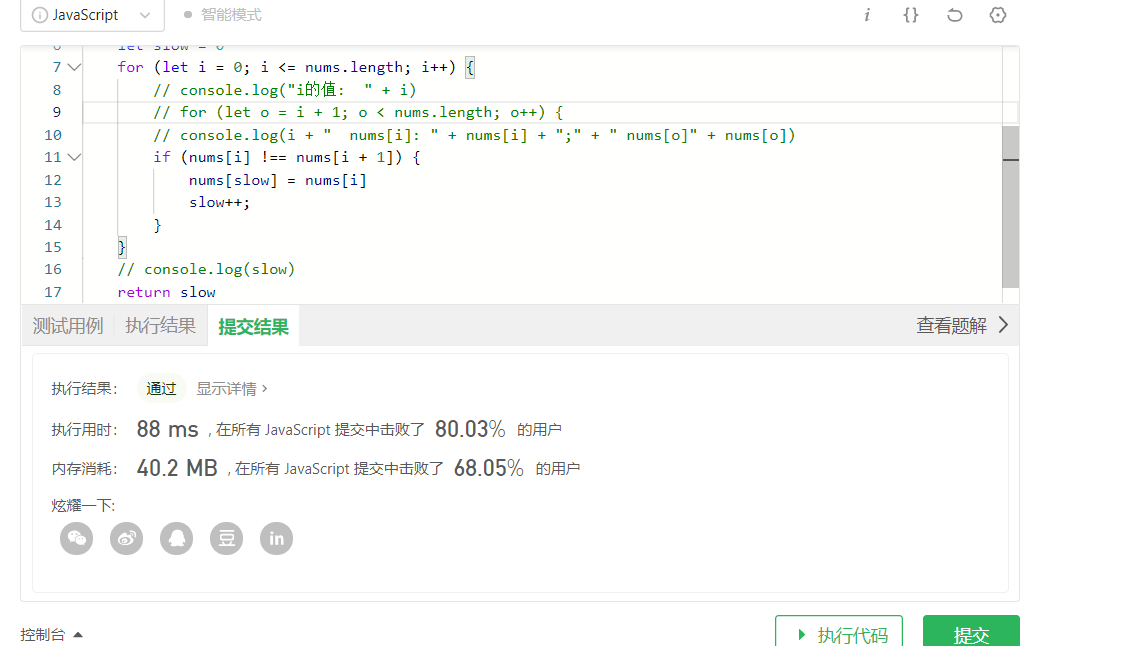 JavaScript
智能模式
i {}
6 let slow = 0
7 for (let i = 0; i <= nums.length; i++) {
8 // console.log("i的值: " + i)
9 // for (let o = i + 1; o < nums.length; o++) {
10 // console.log(i + "  nums[i]: " + nums[i] + ";" + " nums[o]" + nums[o])
11 if (nums[i] !== nums[i + 1]) {
12 nums[slow] = nums[i]
13 slow++;
14 }
15 }
16 // console.log(slow)
17 return slow
测试用例 执行结果 提交结果 查看题解
执行结果: 通过 显示详情 >
执行用时: 88 ms , 在所有 JavaScript 提交中击败了 80.03% 的用户
内存消耗: 40.2 MB , 在所有 JavaScript 提交中击败了 68.05% 的用户
炫耀一下:
豆 in
控制台 执行代码 提交